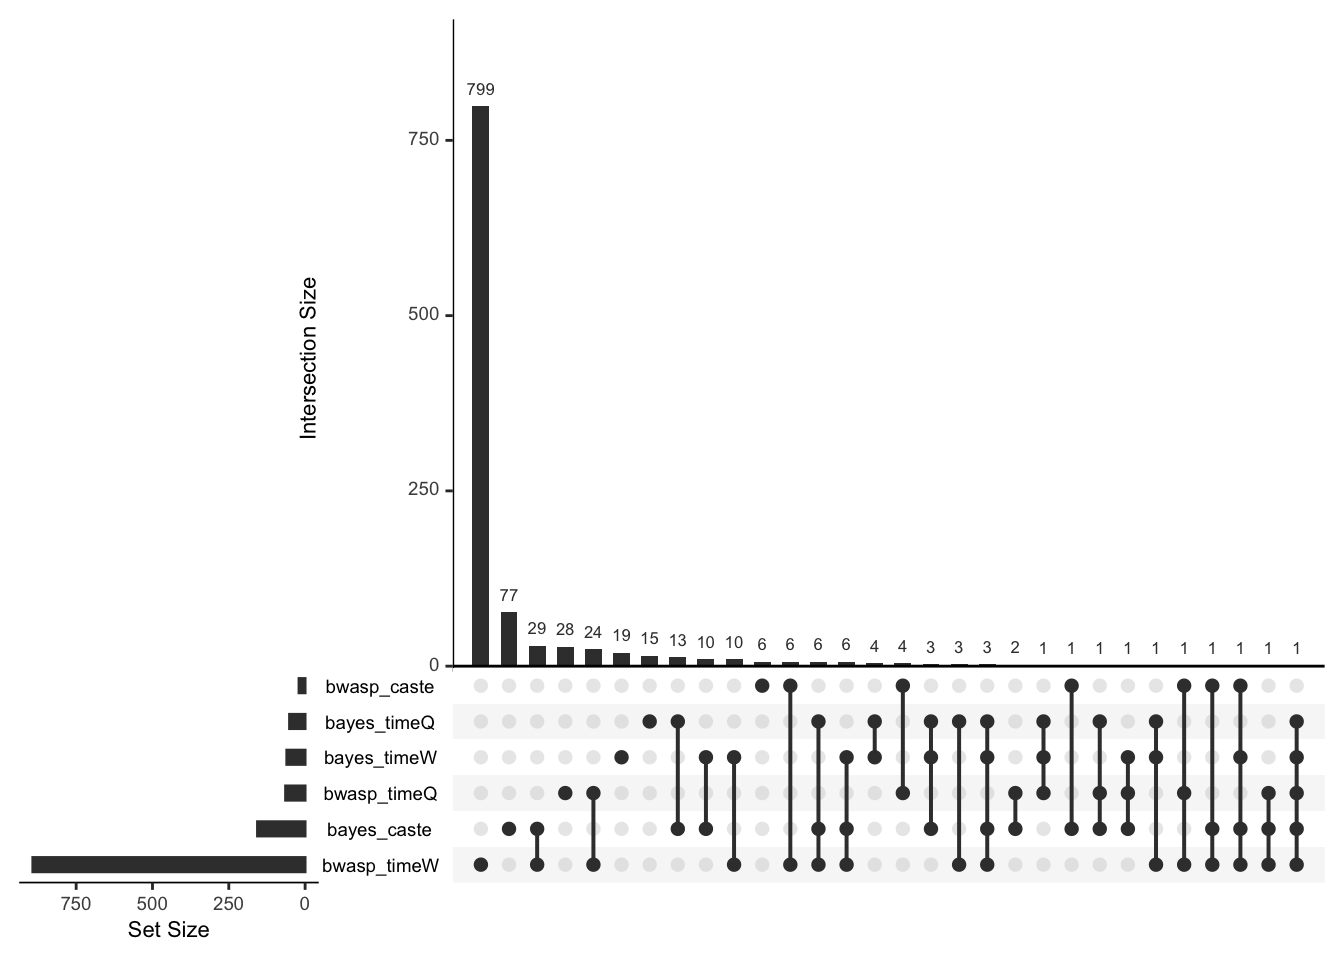 799
750
Intersection Size
500
250
77
29 28 24 19 15 13 10 10 6 6 6 6 4 4 3 3 3 2 1 1 1 1 1 1 1 1 1 1
0
bwasp_caste
bayes_timeQ
bayes_timeW
bwasp_timeQ
bayes_caste
bwasp_timeW
750 500 250 0
Set Size